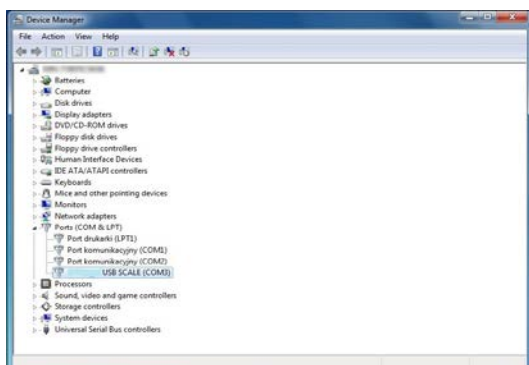 Device Manager
File Action View Help
Batteries
Computer
Disk drives
Display adapters
DVD/CD-ROM drives
Floppy disk drives
Floppy drive controllers
Human Interface Devices
IDE ATA/ATAPI controllers
Keyboards
Mice and other pointing devices
Monitors
Network adapters
Ports (COM & LPT)
Port drukarki (LPT1)
Port komunikacyjny (COM1)
Port komunikacyjny (COM2)
USB SCALE (COM3)
Processors
Sound, video and game controllers
Storage controllers
System devices
Universal Serial Bus controllers